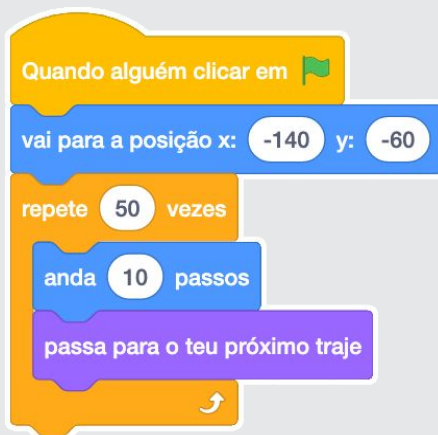 Quando alguém clicar em
vai para a posição x: -140 y: -60
repete 50 vezes
anda 10 passos
passa para o teu próximo traje